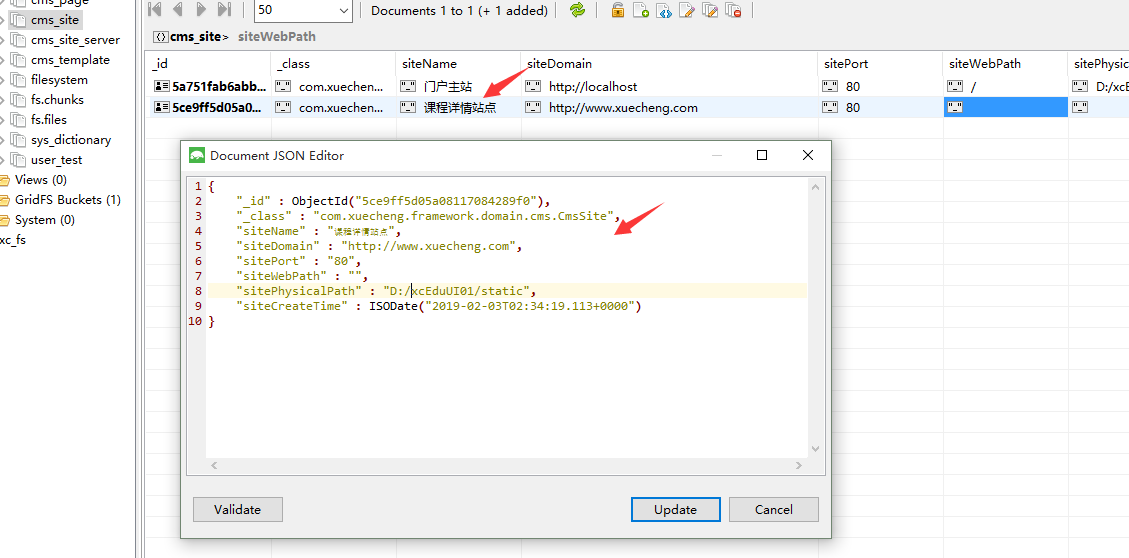 cms_page
cms_site
cms_site_server
cms_template
filesystem
fs.chunks
fs.files
sys_dictionary
user_test
Views (0)
GridFS Buckets (1)
System (0)
xc_fs
50
Documents 1 to 1 (+ 1 added)
cms_site> siteWebPath
_id _class siteName siteDomain sitePort siteWebPath sitePhysic
5a751fab6abb... com.xuechen... 门户主站 http://localhost 80 / D:/xcE
5ce9ff5d05a0... com.xuechen... 课程详情站点 http://www.xuecheng.com 80
Document JSON Editor
1 {
2 "_id" : ObjectId("5ce9ff5d05a08117084289f0"),
3 "_class" : "com.xuecheng.framework.domain.cms.CmsSite",
4 "siteName" : "课程详情站点",
5 "siteDomain" : "http://www.xuecheng.com",
6 "sitePort" : "80",
7 "siteWebPath" : "",
8 "sitePhysicalPath" : "D:/xcEduUI01/static",
9 "siteCreateTime" : ISODate("2019-02-03T02:34:19.113+0000")
10 }
Validate
Update
Cancel